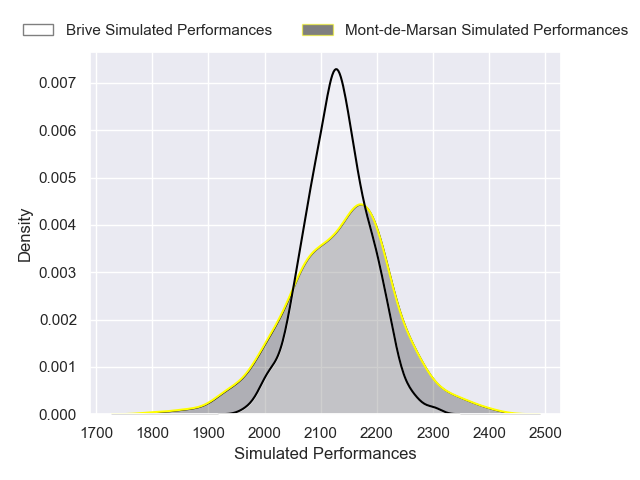 Brive Simulated Performances Mont-de-Marsan Simulated Performances
0.007
0.006
0.005
0.004
0.003
0.002
0.001
0.000
Density
1700 1800 1900 2000 2100 2200 2300 2400 2500
Simulated Performances